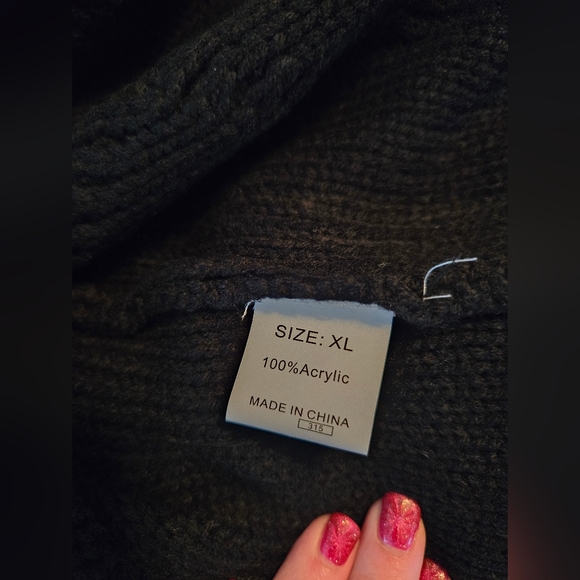 SIZE: XL
100%Acrylic
MADE IN CHINA
315